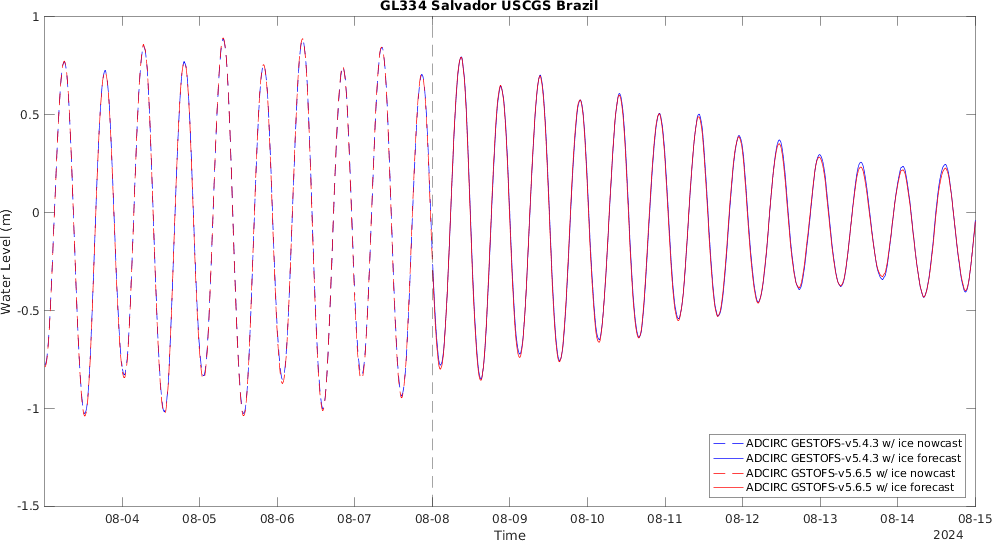 GL334 Salvador USCGS Brazil
1
0.5
0
-0.5
-1
-1.5
Water Level (m)
08-04 08-05 08-06 08-07 08-08 08-09 08-10 08-11 08-12 08-13 08-14 08-15
Time
2024
ADCIRC GESTOFS-v5.4.3 w/ ice nowcast
ADCIRC GESTOFS-v5.4.3 w/ ice forecast
ADCIRC GSTOFS-v5.6.5 w/ ice nowcast
ADCIRC GSTOFS-v5.6.5 w/ ice forecast